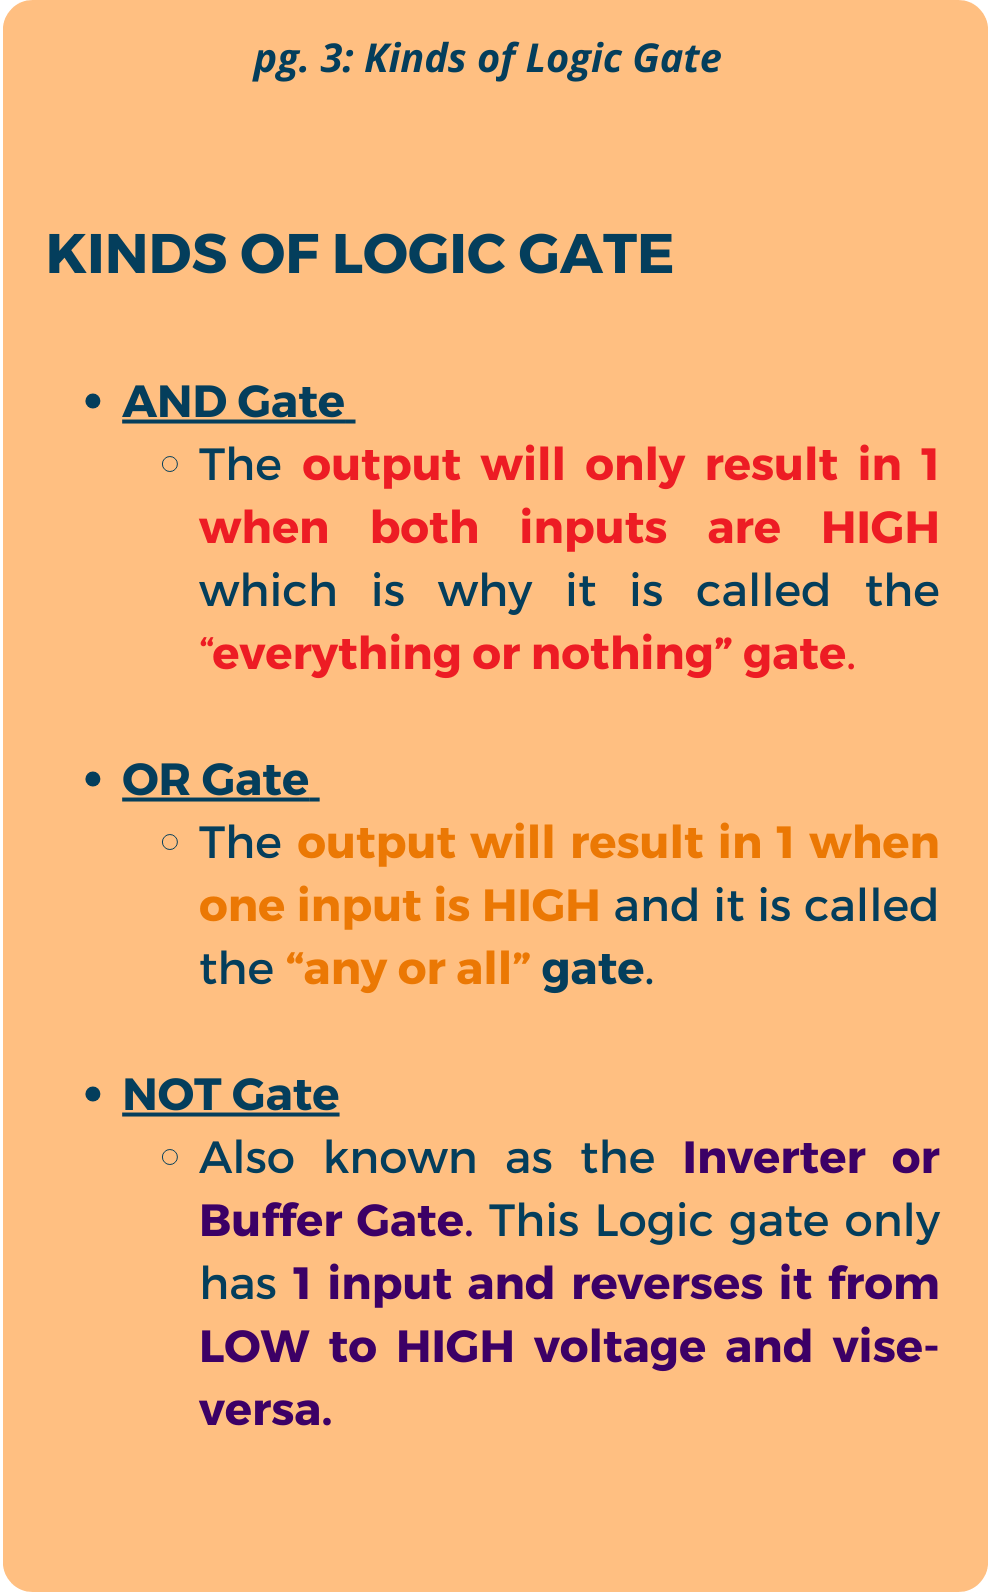 pg. 3: Kinds of Logic Gate
KINDS OF LOGIC GATE
• AND Gate
○ The output will only result in 1
when both inputs are HIGH
which is why it is called the
“everything or nothing” gate.
• OR Gate
○ The output will result in 1 when
one input is HIGH and it is called
the “any or all” gate.
• NOT Gate
○ Also known as the Inverter or
Buffer Gate. This Logic gate only
has 1 input and reverses it from
LOW to HIGH voltage and vise-
versa.